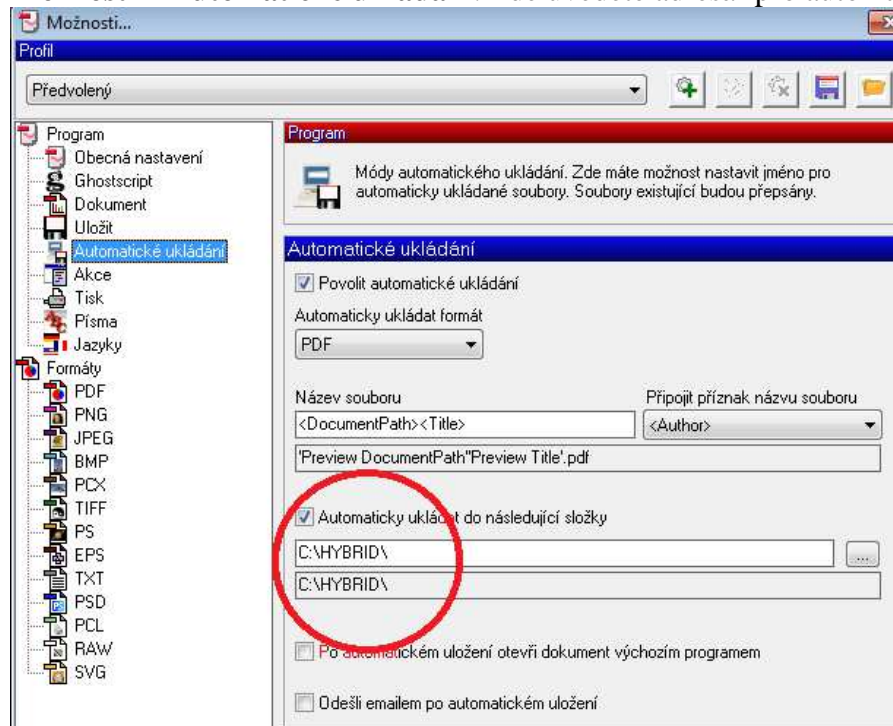 Možnosti...
Profil
Předvolený
Program
Obecná nastavení
Ghostscript
Dokument
Uložit
Automatické ukládání
Akce
Tisk
Písma
Jazyky
Formáty
PDF
PNG
JPEG
BMP
PCX
TIFF
PS
EPS
TXT
PSD
PCL
RAW
SVG
Program
Módy automatického ukládání. Zde máte možnost nastavit jméno pro
automaticky ukládané soubory. Soubory existující budou přepsány.
Automatické ukládání
Povolit automatické ukládání
Automaticky ukládat formát
PDF
Název souboru
Připojit příznak názvu souboru
<DocumentPath><Title>
<Author>
'Preview DocumentPath''Preview Title'.pdf
Automaticky ukládat do následující složky
C:\HYBRID\
...
C:\HYBRID\
Po automatickém uložení otevři dokument výchozím programem
Odešli emailem po automatickém uložení